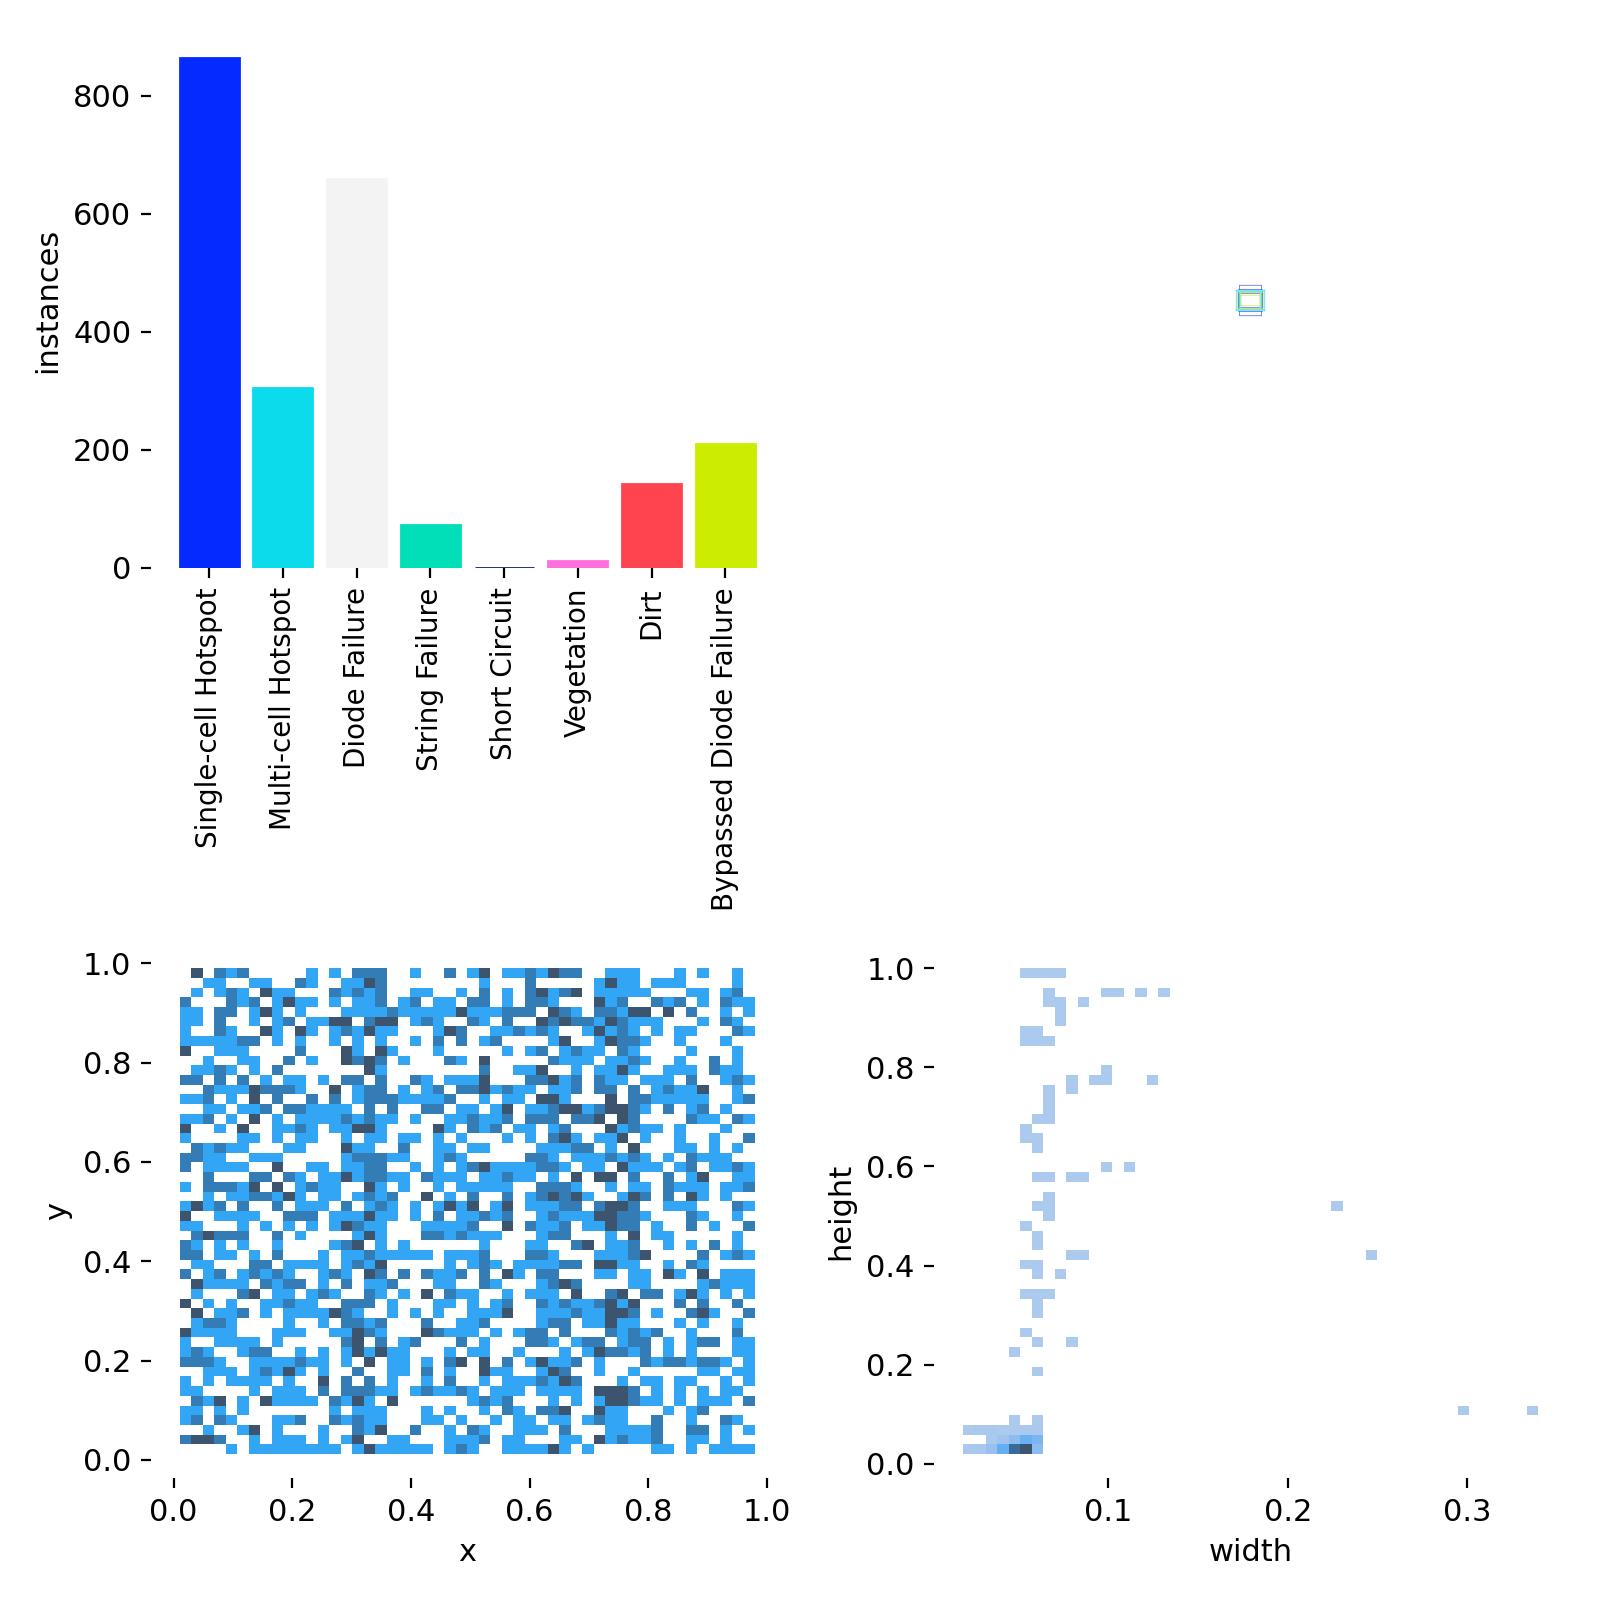 instances
800
600
400
200
0
Single-cell Hotspot
Multi-cell Hotspot
Diode Failure
String Failure
Short Circuit
Vegetation
Dirt
Bypassed Diode Failure
y
1.0
0.8
0.6
0.4
0.2
0.0
0.0 0.2 0.4 0.6 0.8 1.0
x
height
1.0
0.8
0.6
0.4
0.2
0.0
0.1 0.2 0.3
width